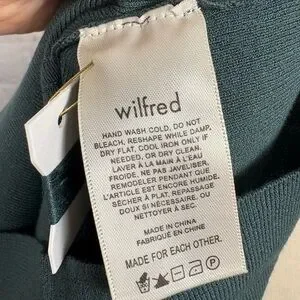 wilfred
HAND WASH COLD, DO NOT
BLEACH, RESHAPE WHILE DAMP,
DRY FLAT, COOL IRON ONLY IF
NEEDED, OR DRY CLEAN.
LAVER À LA MAIN À L'EAU
FROIDE, NE PAS JAVELISER,
REMODELER PENDANT QUE
L'ARTICLE EST ENCORE HUMIDE.
SÉCHER À PLAT, REPASSAGE
DOUX SI NÉCESSAIRE, OU
NETTOYER À SEC.
MADE IN CHINA
FABRIQUÉ EN CHINE
MADE FOR EACH OTHER.
P